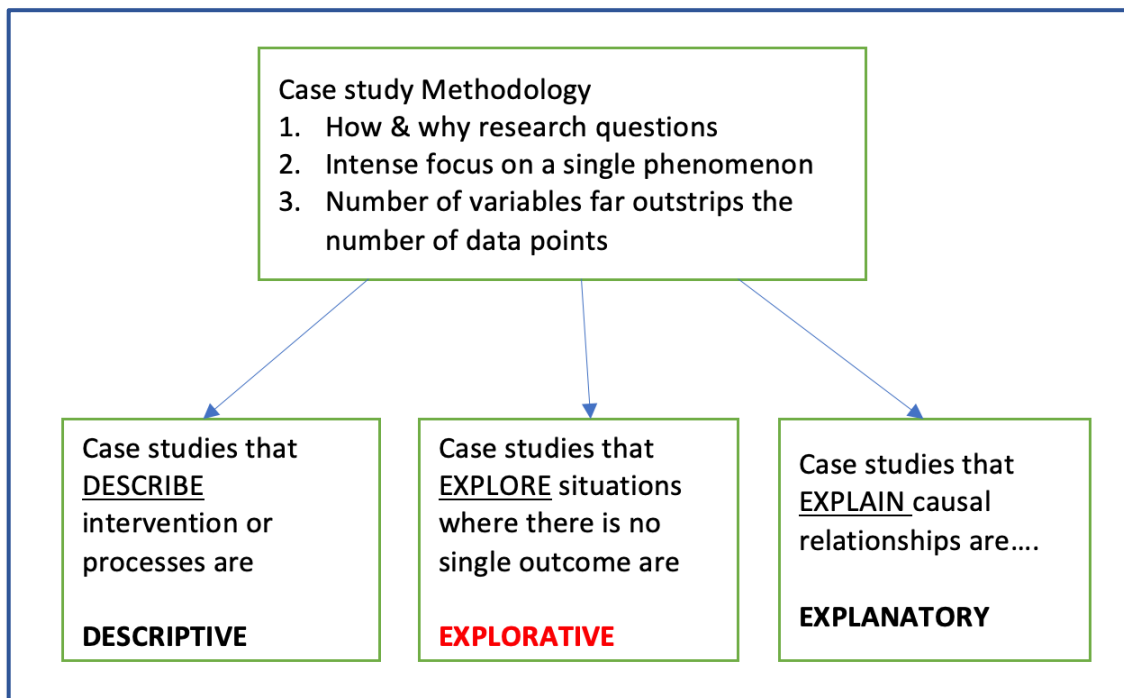 Case study Methodology
1. How & why research questions
2. Intense focus on a single phenomenon
3. Number of variables far outstrips the
number of data points
Case studies that
DESCRIBE
intervention or
processes are
DESCRIPTIVE
Case studies that
EXPLORE situations
where there is no
single outcome are
EXPLORATIVE
Case studies that
EXPLAIN causal
relationships are....
EXPLANATORY